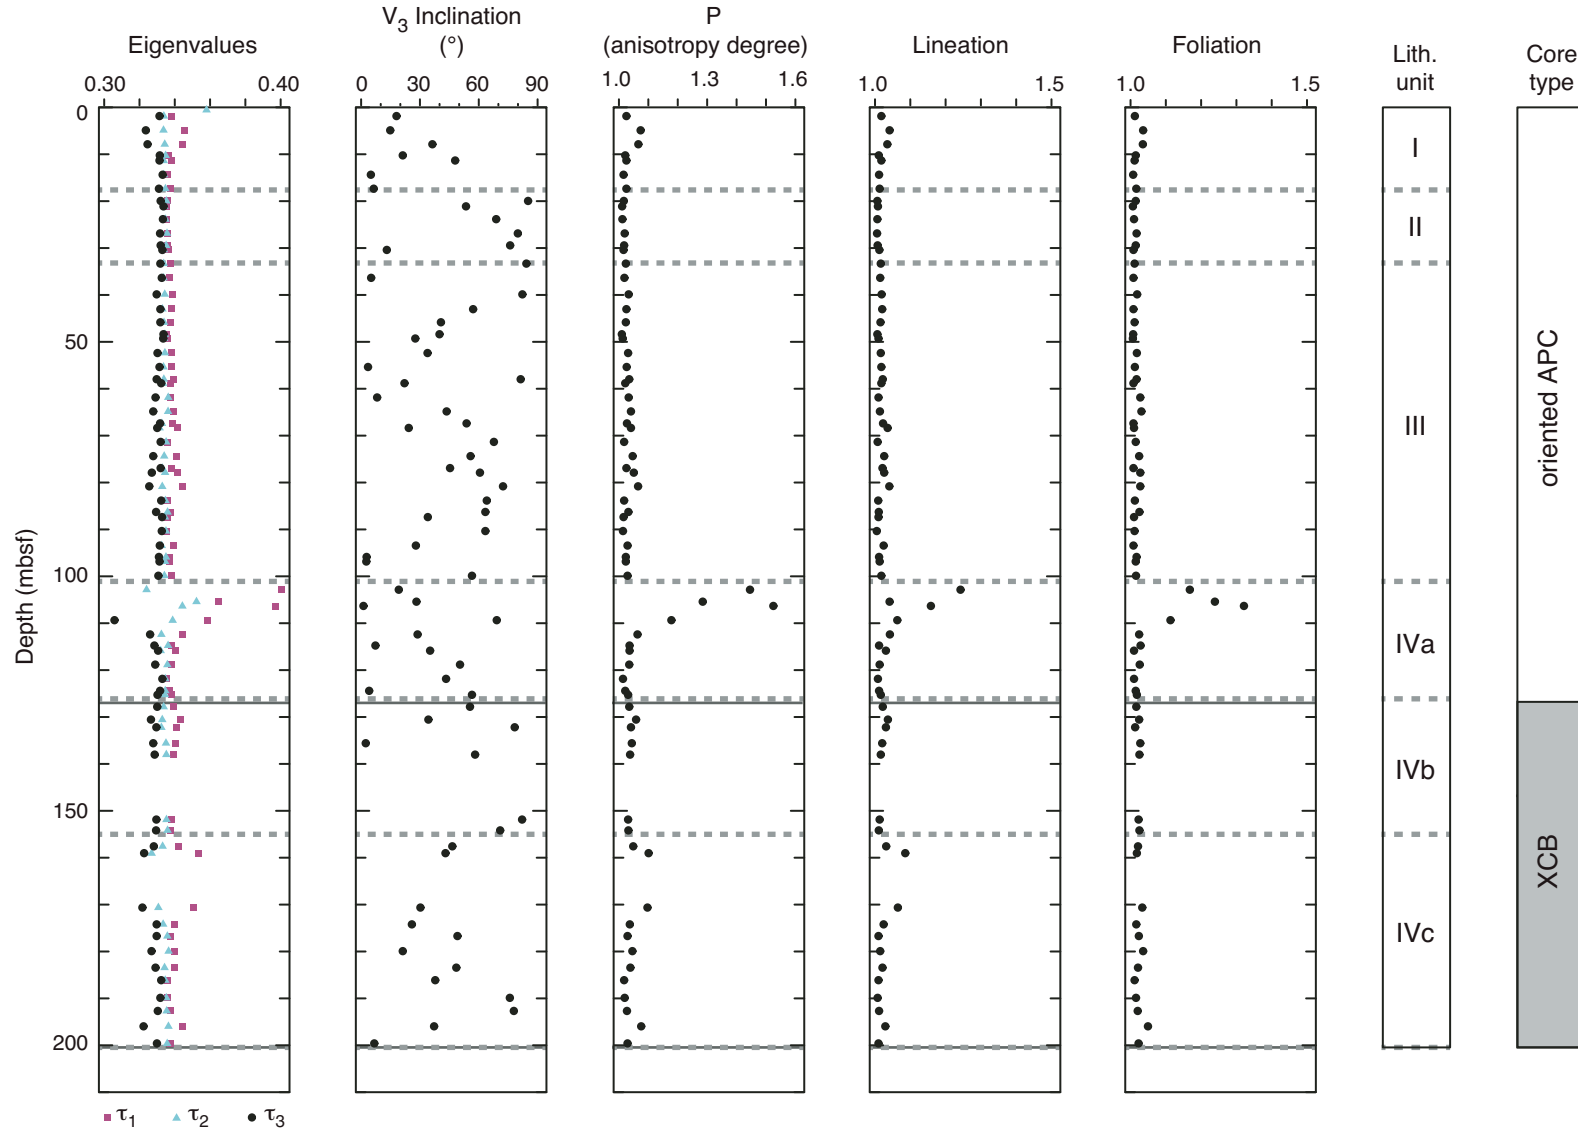 Eigenvalues
0.30 0.40
V3 Inclination
(°)
0 30 60 90
P
(anisotropy degree)
1.0 1.3 1.6
Lineation
1.0 1.5
Foliation
1.0 1.5
Lith.
unit
Core
type
Depth (mbsf)
0
50
100
150
200
I
II
III
IVa
IVb
IVc
oriented APC
XCB
τ1 τ2 τ3